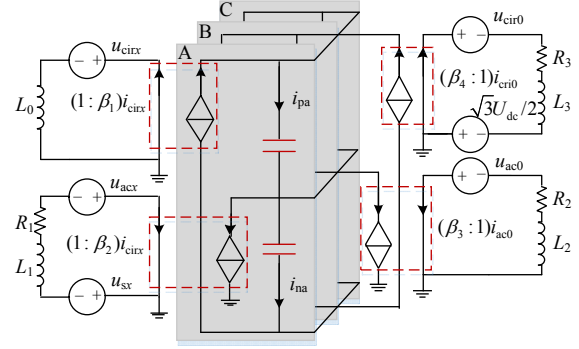 C
B
A
u_cirx
L_0
(1:β_1)i_cirx
i_pa
u_cir0
(β_4:1)i_cri0
R_3
L_3
√3U_dc/2
u_acx
R_1
L_1
(1:β_2)i_cirx
u_sx
i_na
u_ac0
(β_3:1)i_ac0
R_2
L_2